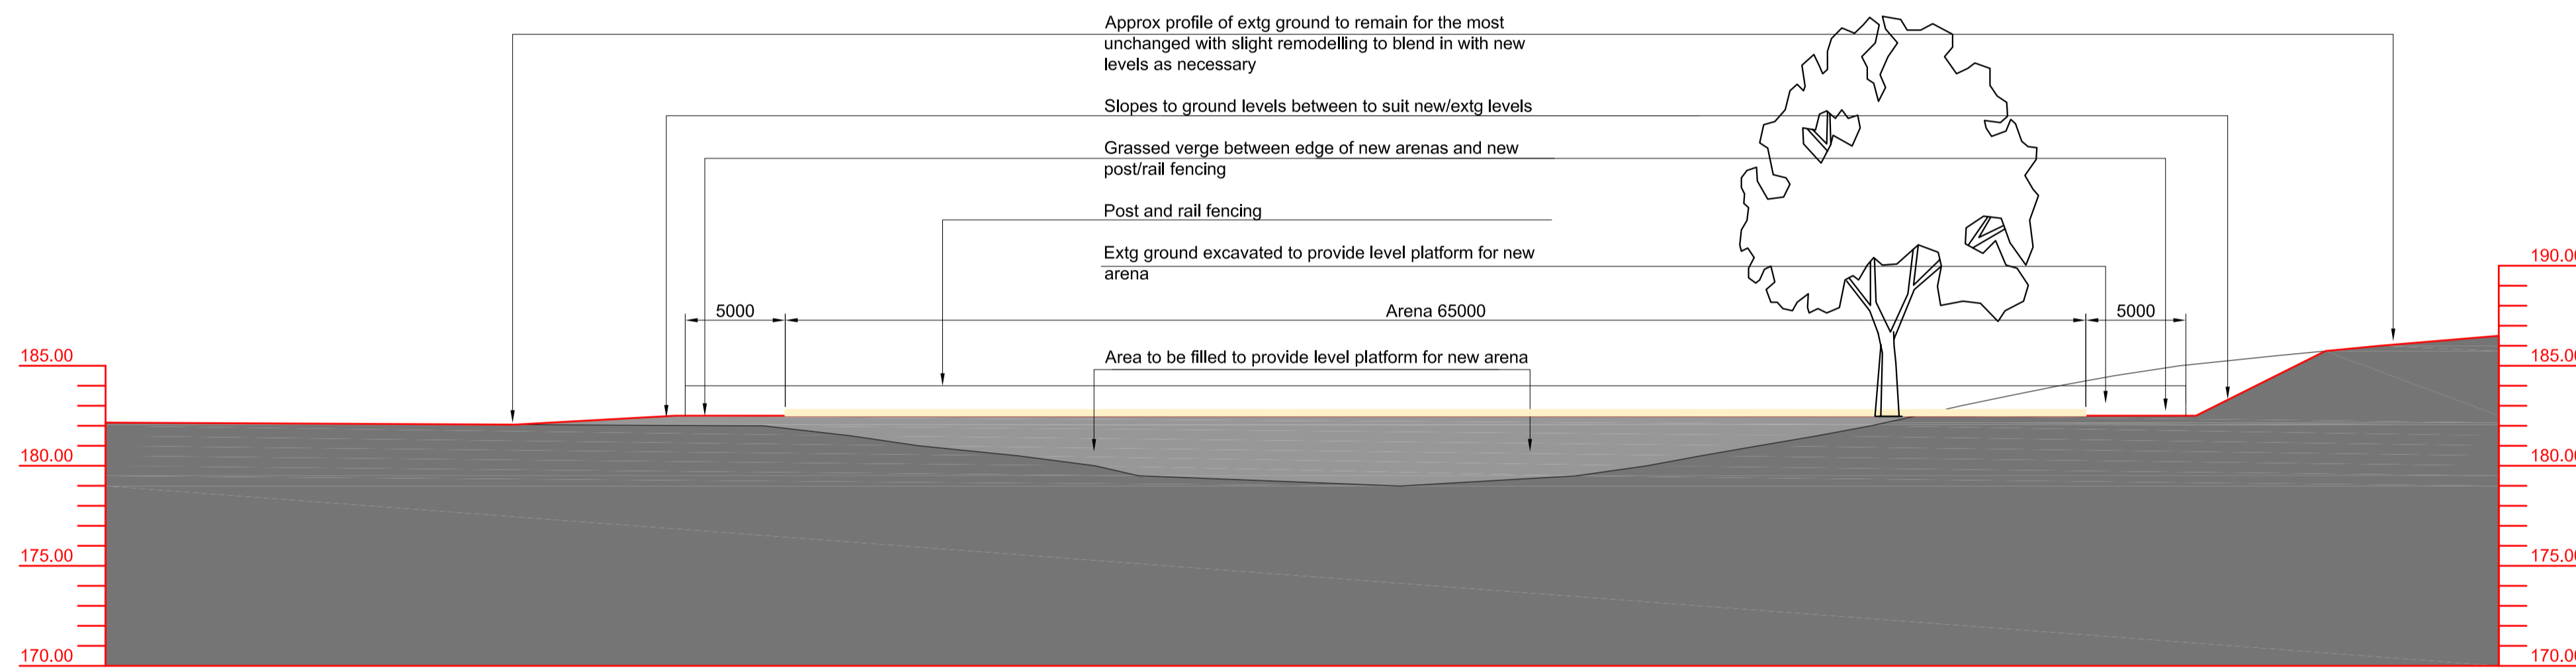 Approx profile of extg ground to remain for the most
unchanged with slight remodelling to blend in with new
levels as necessary
Slopes to ground levels between to suit new/extg levels
Grassed verge between edge of new arenas and new
post/rail fencing
Post and rail fencing
Extg ground excavated to provide level platform for new
arena
5000
Arena 65000
5000
Area to be filled to provide level platform for new arena
185.00
180.00
175.00
170.00
190.00
185.00
180.00
175.00
170.00